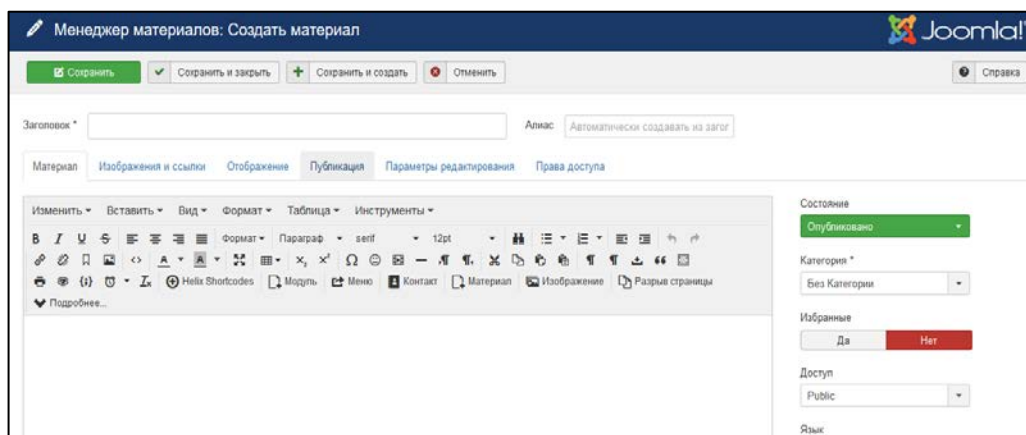 Менеджер материалов: Создать материал
Joomla!
Сохранить Сохранить и закрыть Сохранить и создать Отменить Справка
Заголовок * Алиас Автоматически создавать из загол
Материал Изображения и ссылки Отображение Публикация Параметры редактирования Права доступа
Изменить Вставить Вид Формат Таблица Инструменты
Состояние
Опубликовано
B I U S Формат Параграф serif 12pt
Категория *
Без Категории
Helix Shortcodes Модуль Меню Контакт Материал Изображение Разрыв страницы
Подробнее...
Избранные
Да Нет
Доступ
Public
Язык